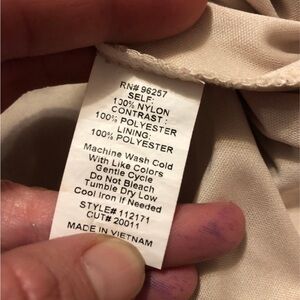 RN# 96257
SELF:
100% NYLON
CONTRAST:
100% POLYESTER
LINING:
100% POLYESTER
Machine Wash Cold
With Like Colors
Gentle Cycle
Do Not Bleach
Tumble Dry Low
Cool Iron If Needed
STYLE# 112171
CUT# 20011
MADE IN VIETNAM